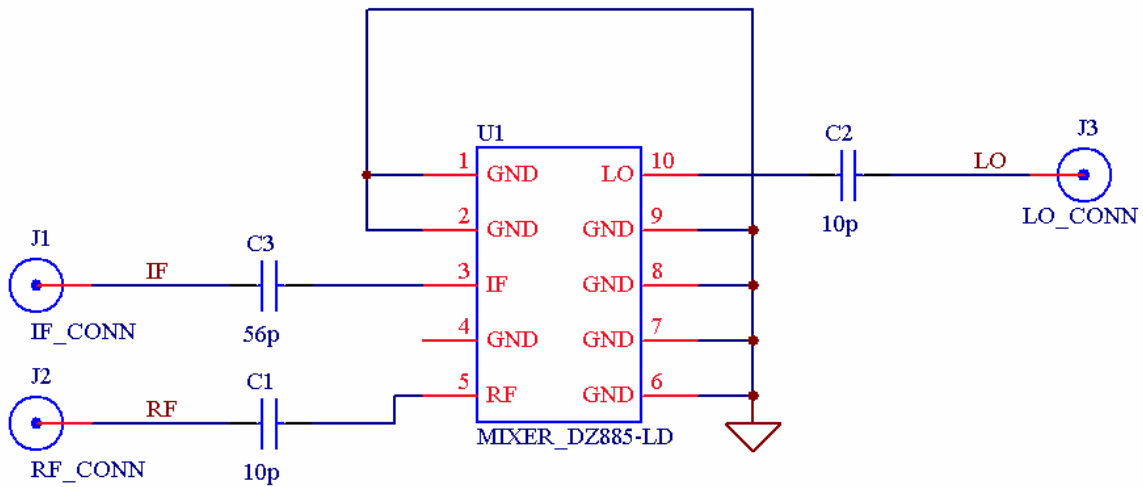 U1
1 GND LO 10
C2
LO
J3
2 GND GND 9
10p
LO_CONN
J1
IF
C3
3 IF GND 8
IF_CONN
56p
4 GND GND 7
J2
RF
C1
5 RF GND 6
MIXER_DZ885-LD
RF_CONN
10p